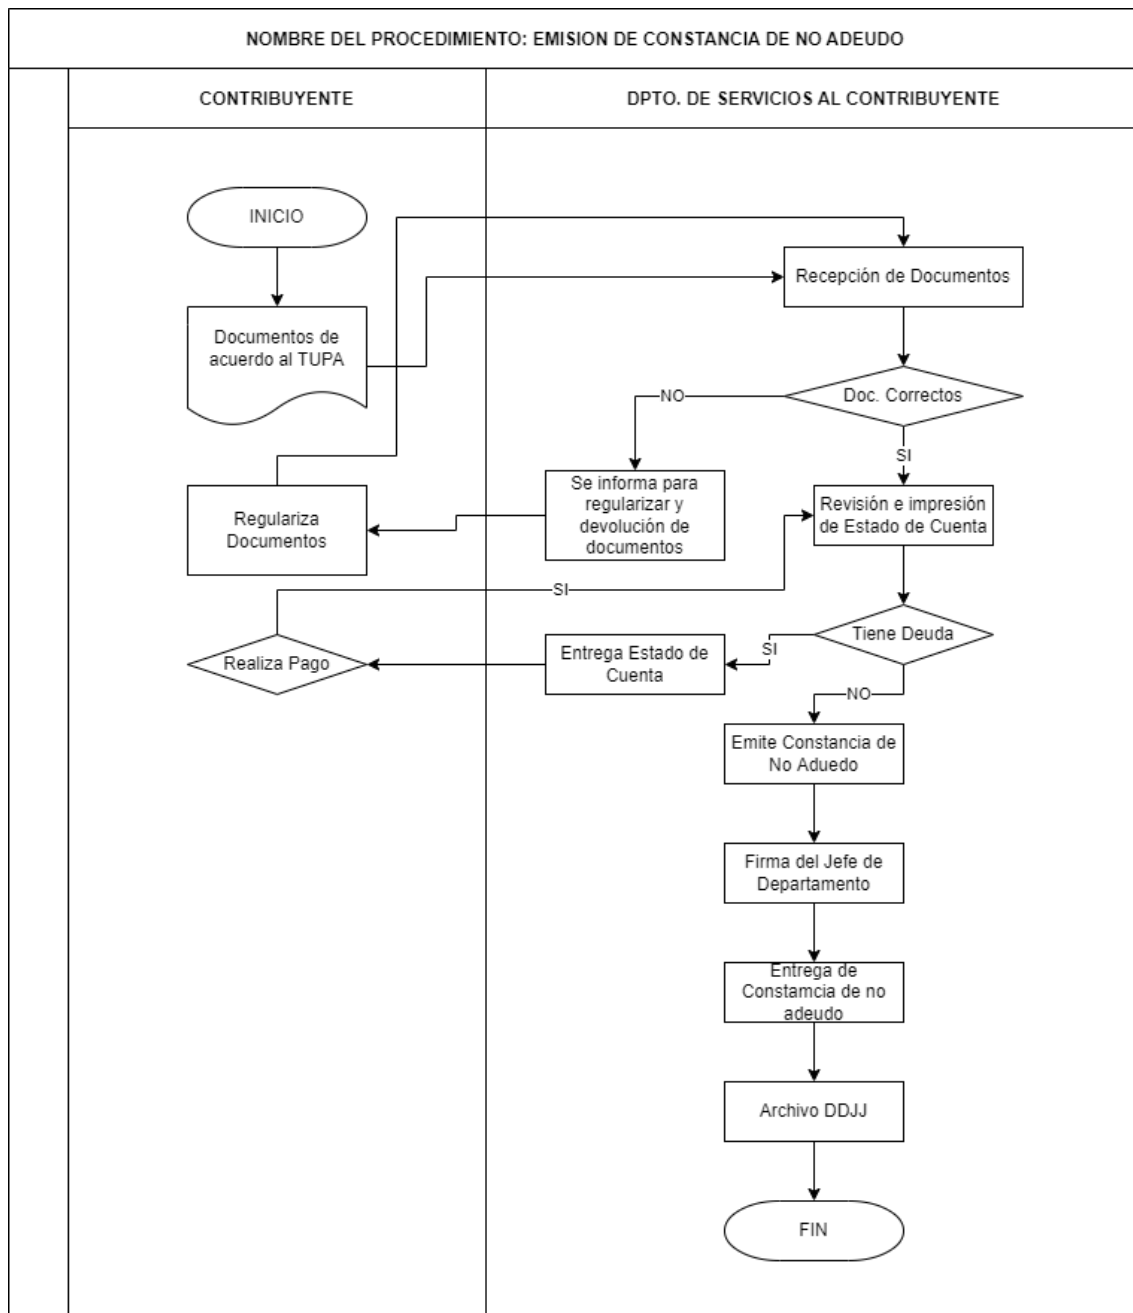 NOMBRE DEL PROCEDIMIENTO: EMISION DE CONSTANCIA DE NO ADEUDO
CONTRIBUYENTE
DPTO. DE SERVICIOS AL CONTRIBUYENTE
INICIO
Recepción de Documentos
Documentos de
acuerdo al TUPA
NO
Doc. Correctos
SI
Se informa para
regularizar y
devolución de
documentos
Revisión e impresión
de Estado de Cuenta
Regulariza
Documentos
SI
Tiene Deuda
SI
Entrega Estado de
Cuenta
Realiza Pago
NO
Emite Constancia de
No Aduedo
Firma del Jefe de
Departamento
Entrega de
Constamcia de no
adeudo
Archivo DDJJ
FIN